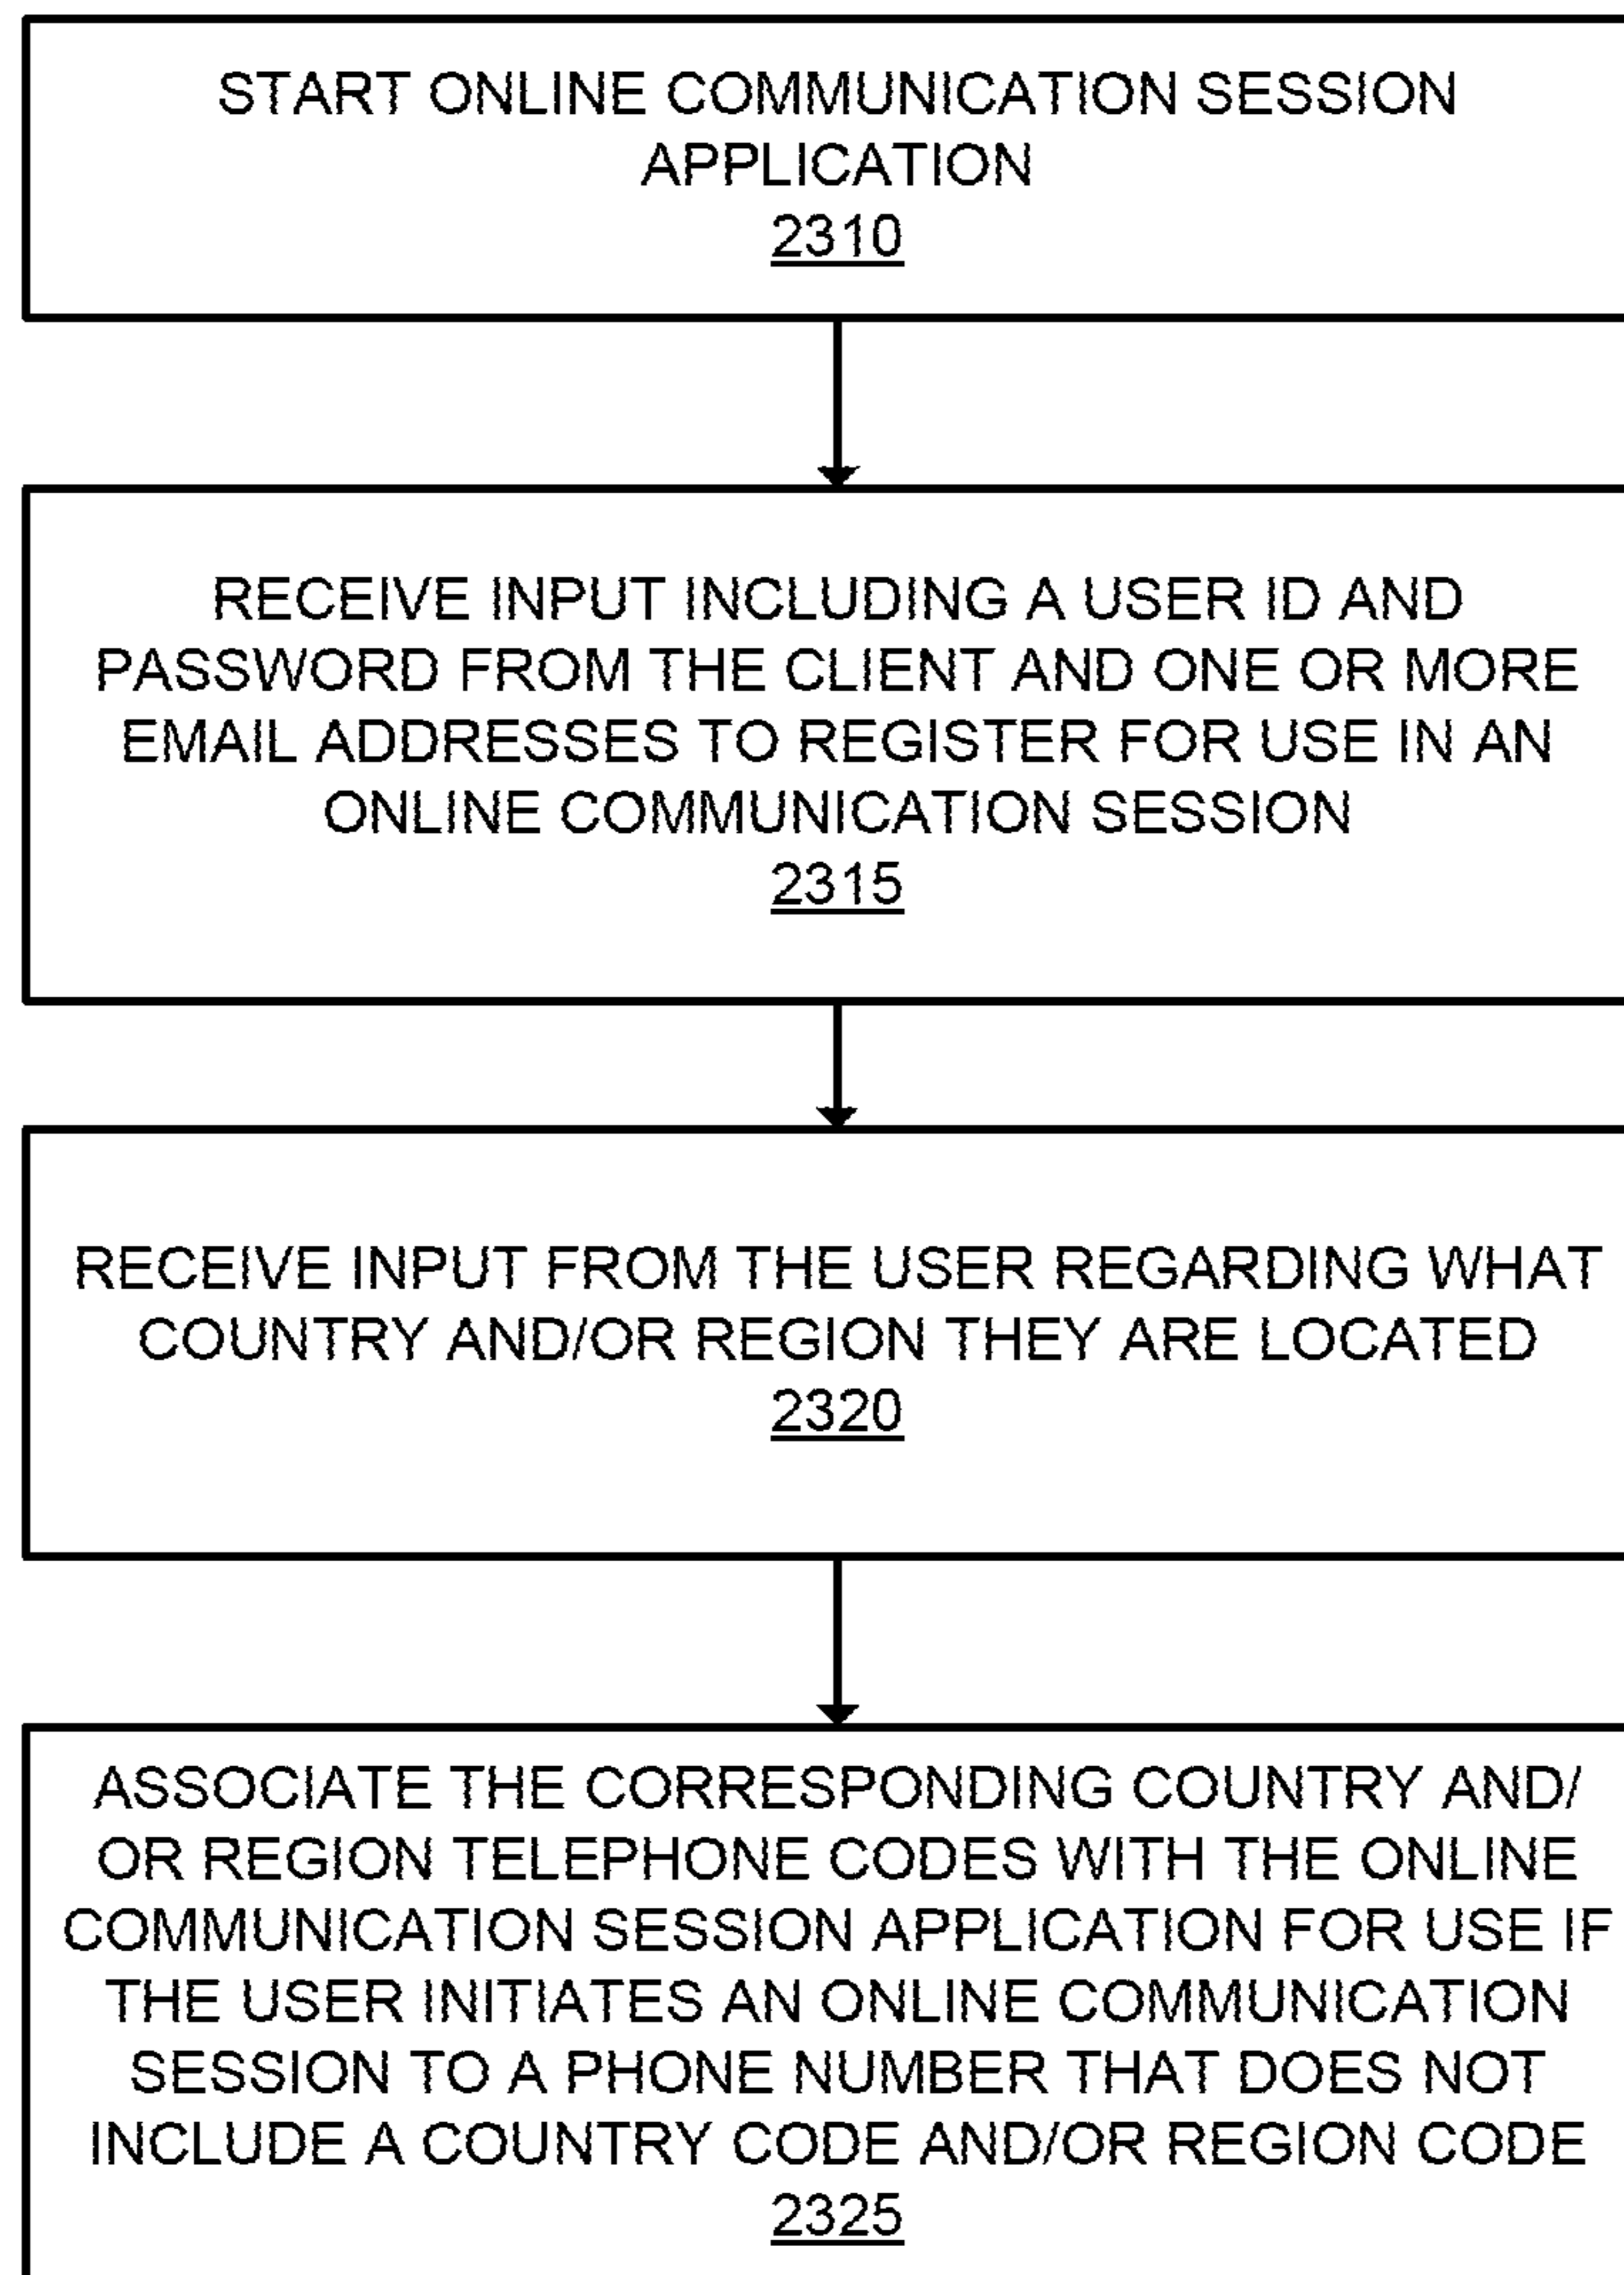 START ONLINE COMMUNICATION SESSION
APPLICATION
2310
RECEIVE INPUT INCLUDING A USER ID AND
PASSWORD FROM THE CLIENT AND ONE OR MORE
EMAIL ADDRESSES TO REGISTER FOR USE IN AN
ONLINE COMMUNICATION SESSION
2315
RECEIVE INPUT FROM THE USER REGARDING WHAT
COUNTRY AND/OR REGION THEY ARE LOCATED
2320
ASSOCIATE THE CORRESPONDING COUNTRY AND/
OR REGION TELEPHONE CODES WITH THE ONLINE
COMMUNICATION SESSION APPLICATION FOR USE IF
THE USER INITIATES AN ONLINE COMMUNICATION
SESSION TO A PHONE NUMBER THAT DOES NOT
INCLUDE A COUNTRY CODE AND/OR REGION CODE
2325